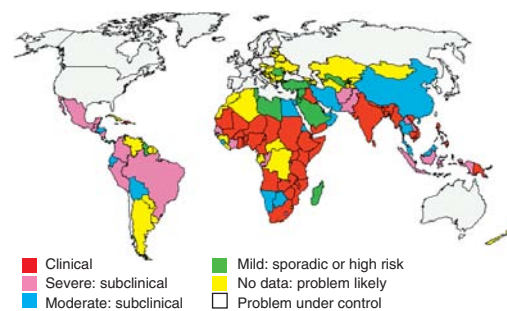 Clinical
Severe: subclinical
Moderate: subclinical
Mild: sporadic or high risk
No data: problem likely
Problem under control